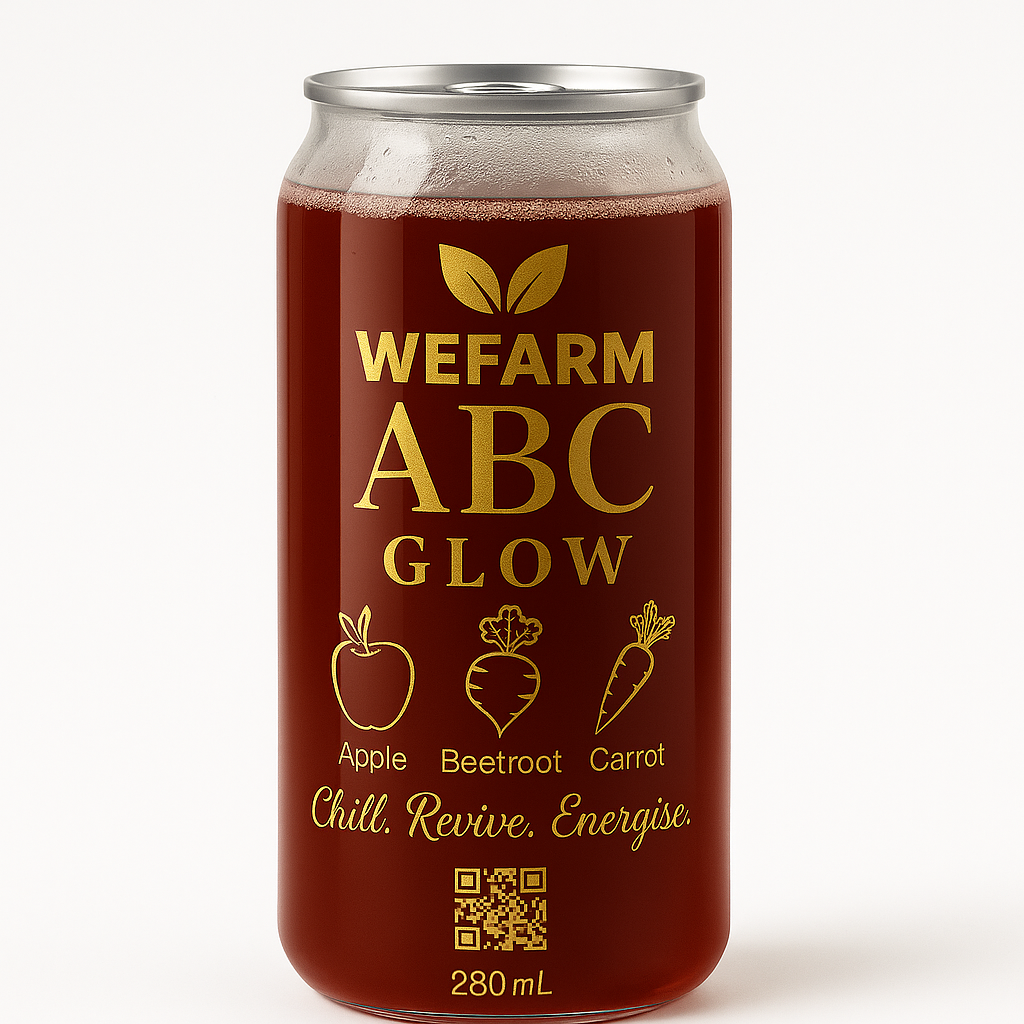 WEFARM
ABC
GLOW
Apple Beetroot Carrot
Chill. Revive. Energise.
280 mL